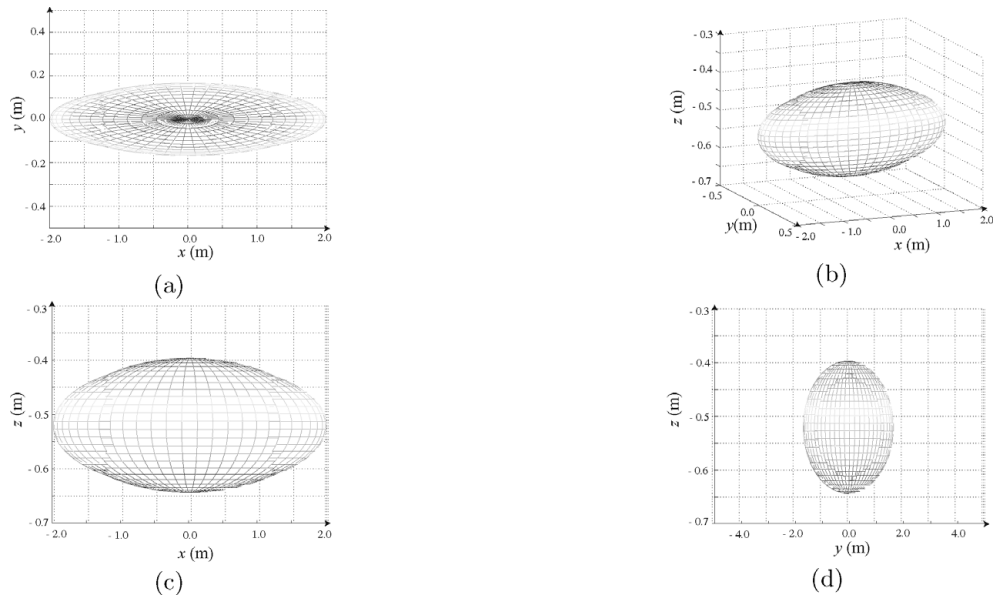 0.4
0.2
0.0
- 0.2
- 0.4
y (m)
- 2.0 - 1.0 0.0 1.0 2.0
x (m)
(a)
- 0.3
- 0.4
- 0.5
- 0.6
- 0.7
z (m)
- 0.5
0.0
0.5
y(m)
- 2.0 - 1.0 0.0 1.0 2.0
x (m)
(b)
- 0.3
- 0.4
- 0.5
- 0.6
- 0.7
z (m)
- 2.0 - 1.0 0.0 1.0 2.0
x (m)
(c)
- 0.3
- 0.4
- 0.5
- 0.6
- 0.7
z (m)
- 4.0 - 2.0 0.0 2.0 4.0
y (m)
(d)